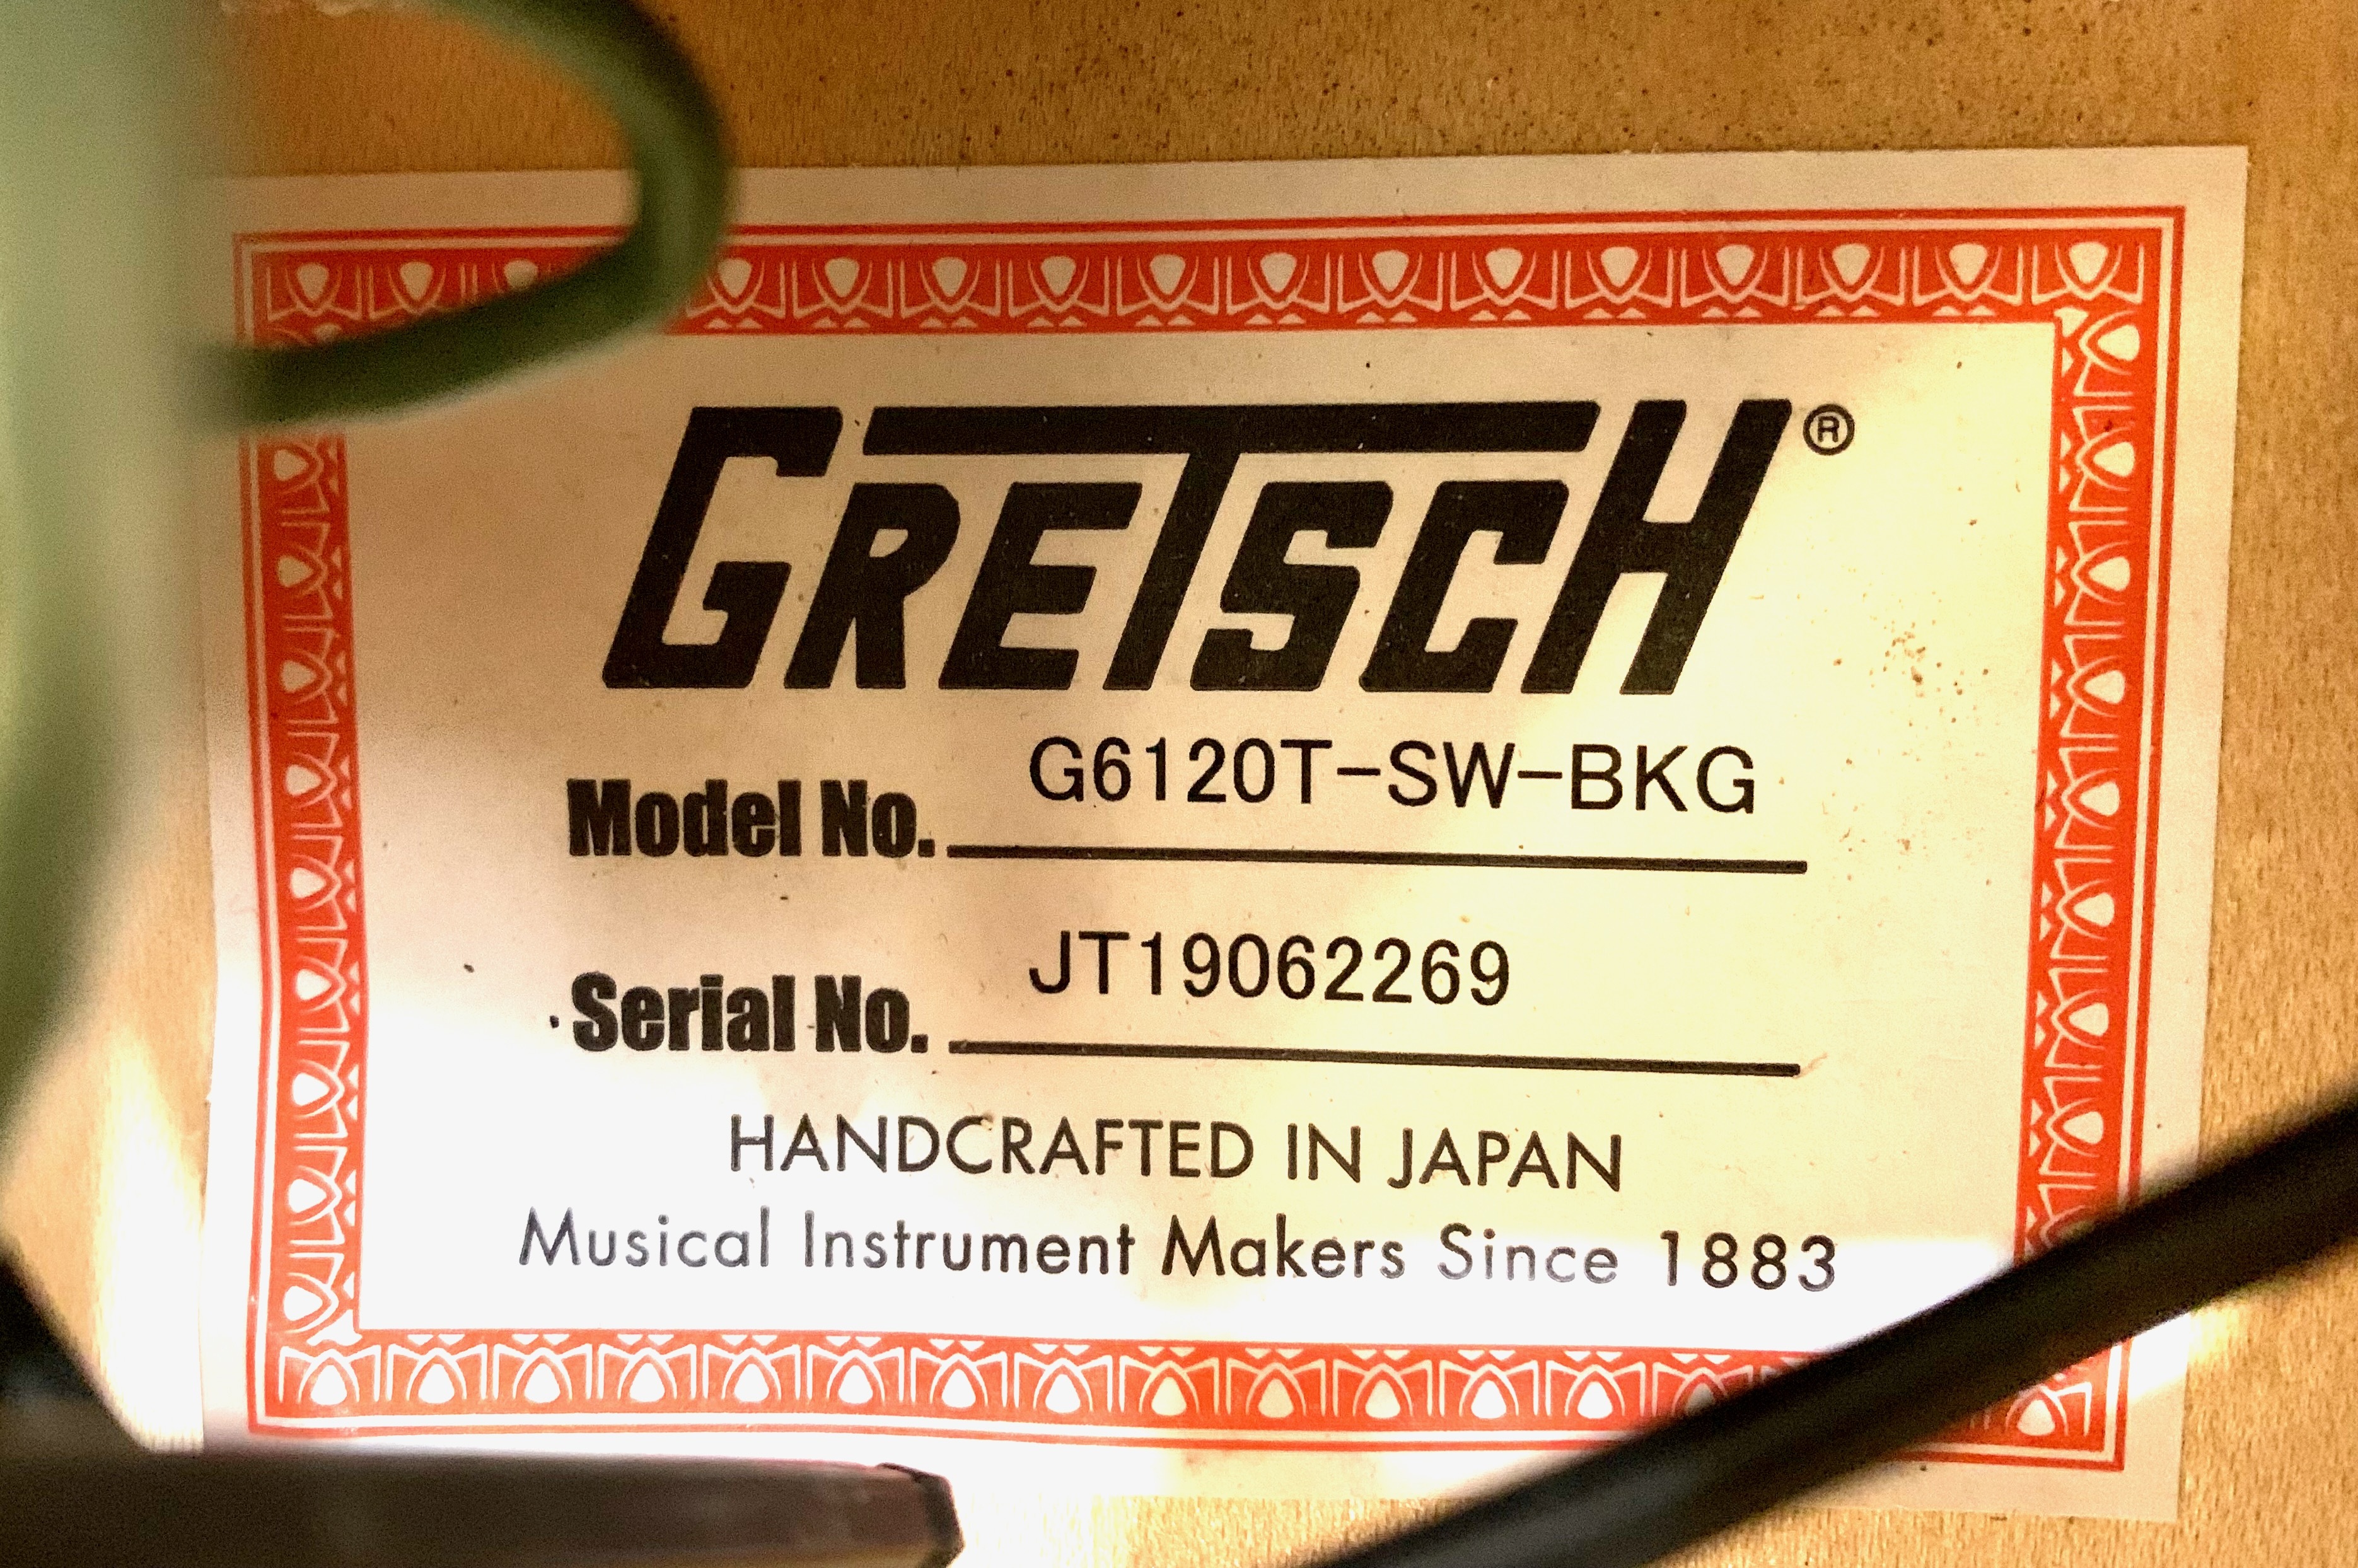 GRETSCH®
Model No. G6120T-SW-BKG
Serial No. JT19062269
HANDCRAFTED IN JAPAN
Musical Instrument Makers Since 1883